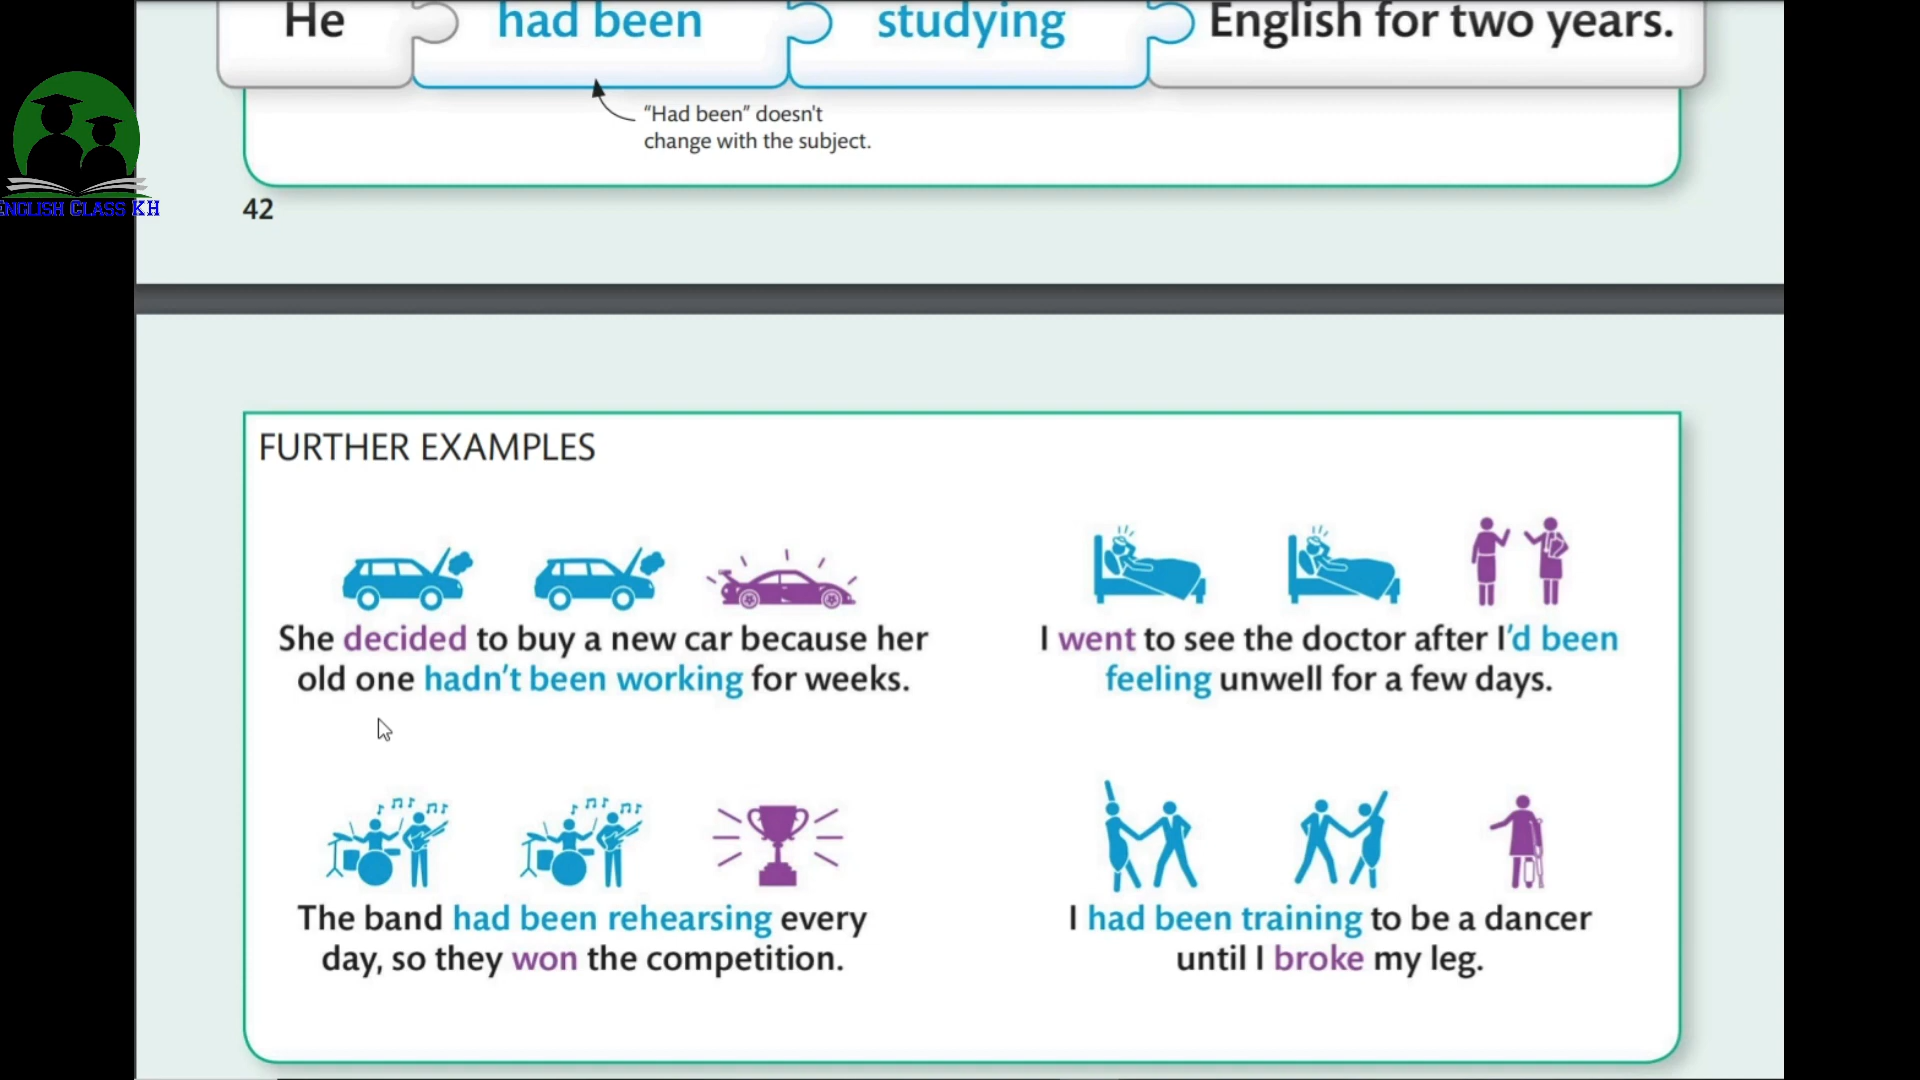 He had been studying English for two years.
"Had been" doesn't
change with the subject.
ENGLISH CLASS KH
42
FURTHER EXAMPLES
She decided to buy a new car because her
old one hadn't been working for weeks.
I went to see the doctor after I'd been
feeling unwell for a few days.
The band had been rehearsing every
day, so they won the competition.
I had been training to be a dancer
until I broke my leg.